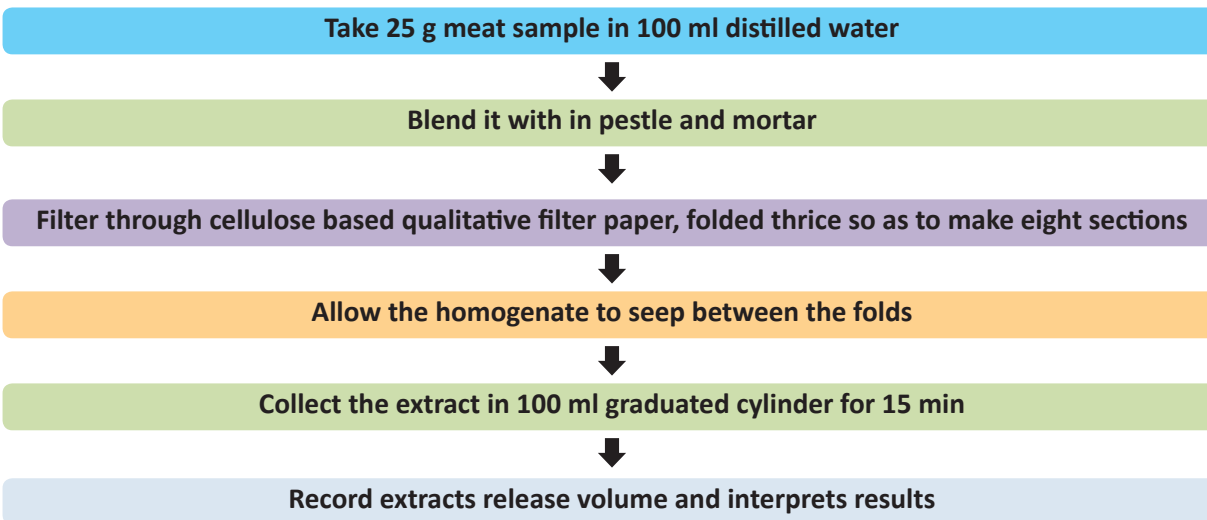 Take 25 g meat sample in 100 ml distilled water
Blend it with in pestle and mortar
Filter through cellulose based qualitative filter paper, folded thrice so as to make eight sections
Allow the homogenate to seep between the folds
Collect the extract in 100 ml graduated cylinder for 15 min
Record extracts release volume and interprets results